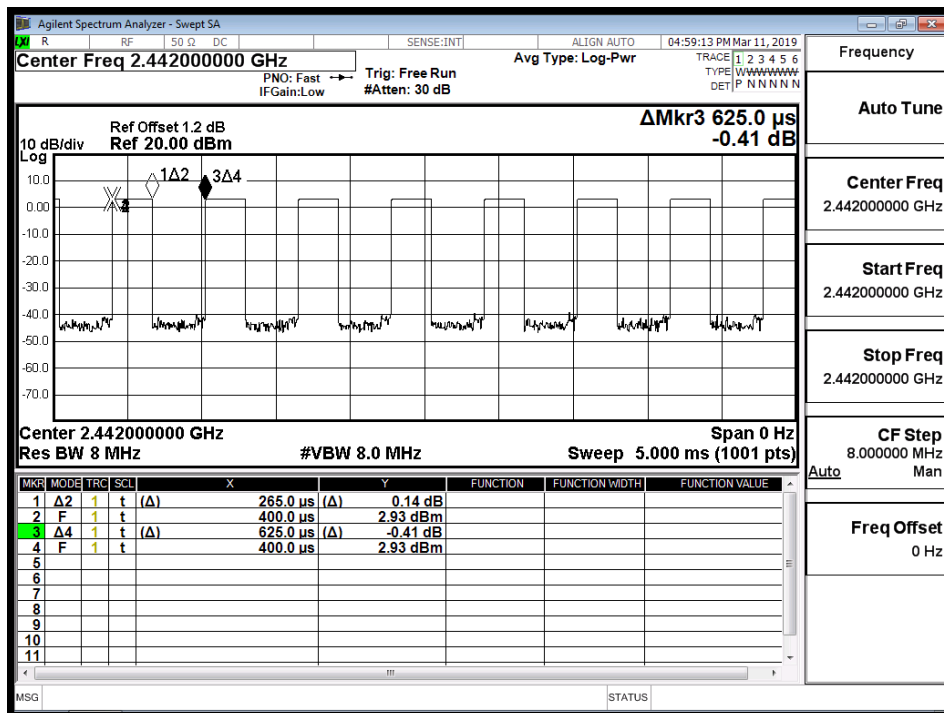 Agilent Spectrum Analyzer - Swept SA
LXI R RF 50 Ω DC SENSE:INT ALIGN AUTO 04:59:13 PM Mar 11, 2019
Center Freq 2.442000000 GHz
PNO: Fast
IFGain:Low
Trig: Free Run
#Atten: 30 dB
Avg Type: Log-Pwr
TRACE 1 2 3 4 5 6
TYPE WWWWWW
DET P N N N N N
Ref Offset 1.2 dB
10 dB/div Ref 20.00 dBm
Log
ΔMkr3 625.0 µs
-0.41 dB
1Δ2
3Δ4
10.0
0.00
-10.0
-20.0
-30.0
-40.0
-50.0
-60.0
-70.0
Center 2.442000000 GHz Span 0 Hz
Res BW 8 MHz #VBW 8.0 MHz Sweep 5.000 ms (1001 pts)
MKR MODE TRC SCL X Y FUNCTION FUNCTION WIDTH FUNCTION VALUE
1 Δ2 1 t (Δ) 265.0 µs (Δ) 0.14 dB
2 F 1 t 400.0 µs 2.93 dBm
3 Δ4 1 t (Δ) 625.0 µs (Δ) -0.41 dB
4 F 1 t 400.0 µs 2.93 dBm
5
6
7
8
9
10
11
MSG STATUS
Frequency
Auto Tune
Center Freq
2.442000000 GHz
Start Freq
2.442000000 GHz
Stop Freq
2.442000000 GHz
CF Step
8.000000 MHz
Auto Man
Freq Offset
0 Hz